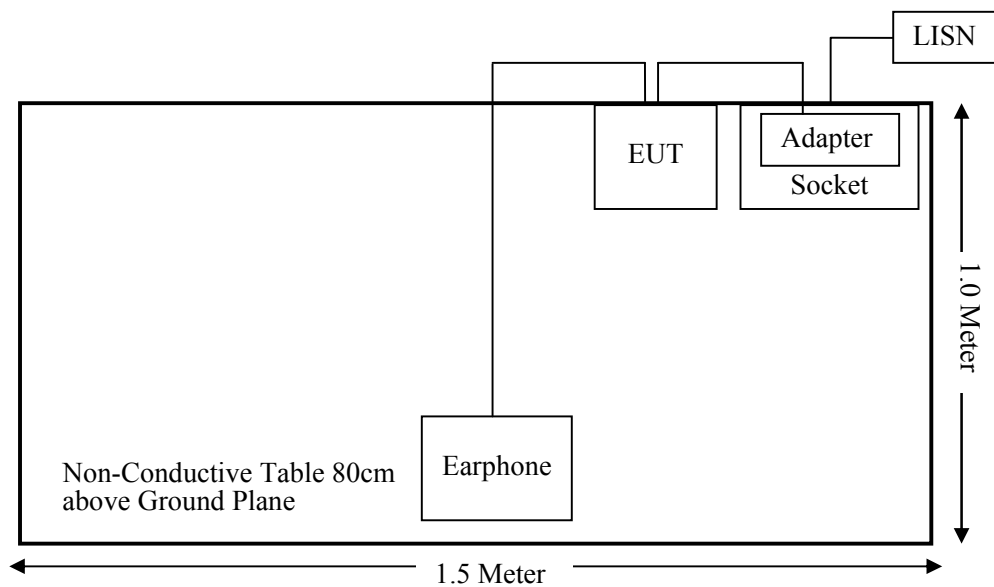 LISN
Adapter
EUT
Socket
1.0 Meter
Earphone
Non-Conductive Table 80cm
above Ground Plane
1.5 Meter